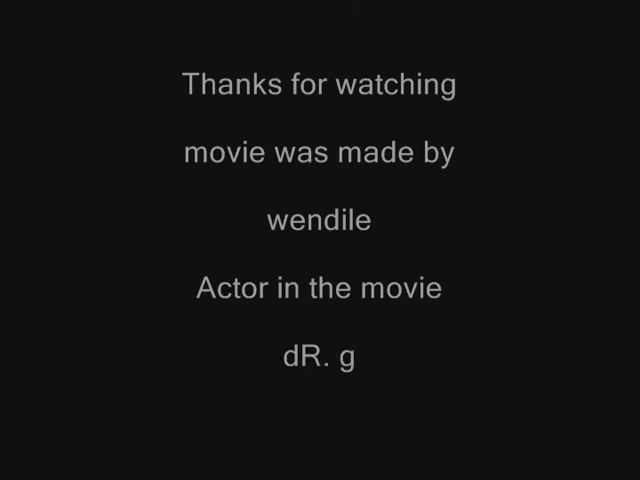 Thanks for watching
movie was made by
wendile
Actor in the movie
dR. g